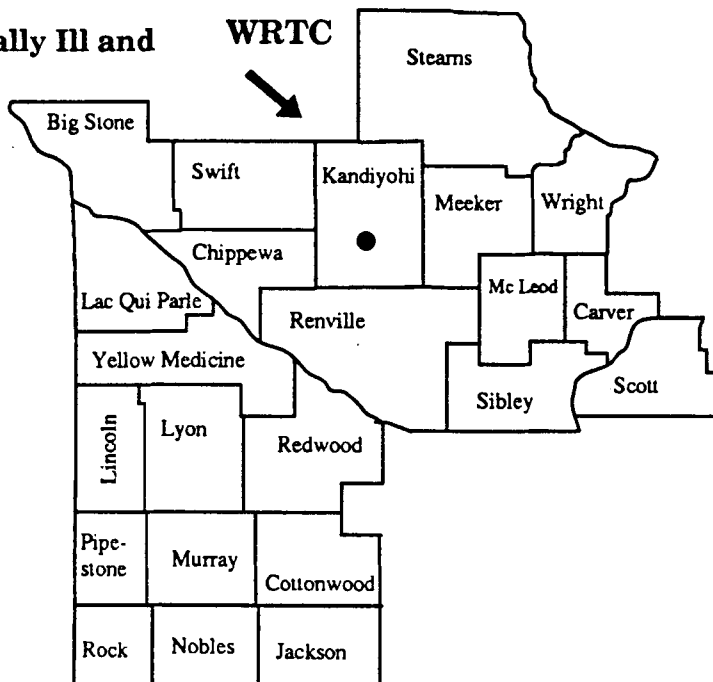 ally Ill and
WRTC
Stearns
Big Stone
Swift
Kandiyohi
Meeker
Wright
Chippewa
Lac Qui Parle
Renville
Mc Leod
Carver
Yellow Medicine
Sibley
Scott
Lincoln
Lyon
Redwood
Pipe-
stone
Murray
Cottonwood
Rock
Nobles
Jackson